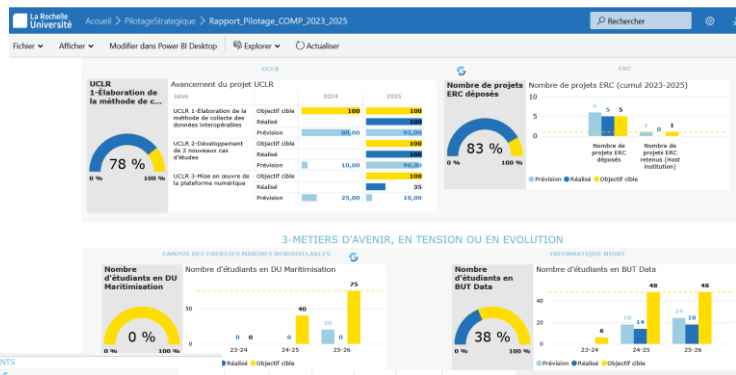 La Rochelle Université
Accueil > PilotageStrategique > Rapport_Pilotage_COMP_2023_2025
Rechercher
Fichier Afficher Modifier dans Power BI Desktop Explorer Actualiser
UCLR
UCLR
1-Élaboration de
la méthode de c...
78 %
0 % 100 %
Avancement du projet UCLR
Jalon 2024 2025
UCLR 1-Élaboration de la méthode de collecte des données interopérables
Objectif cible 100 100
Réalisé 100
Prévision 80,00 95,00
UCLR 2-Développement de 2 nouveaux cas d'études
Objectif cible 100
Réalisé 100
Prévision 10,00 90,00
UCLR 3-Mise en œuvre de la plateforme numérique
Objectif cible 100
Réalisé 35
Prévision 25,00 10,00
ERC
Nombre de projets
ERC déposés
83 %
0 % 100 %
Nombre de projets ERC (cumul 2023-2025)
10
5
0
6 5 5
1 0 1
Nombre de projets ERC déposés
Nombre de projets ERC retenus (Host institution)
Prévision Réalisé Objectif cible
3-METIERS D'AVENIR, EN TENSION OU EN EVOLUTION
CAMPUS DES ENERGIES MARINES RENOUVELABLES
Nombre
d'étudiants en DU
Maritimisation
0 %
0 % 100 %
Nombre d'étudiants en DU Maritimisation
50
0
0 0
0 40
20 0 75
23-24 24-25 25-26
Réalisé Objectif cible
INFORMATIQUE NIORT
Nombre
d'étudiants en
BUT Data
38 %
0 % 100 %
Nombre d'étudiants en BUT Data
40
20
0
6
18 14 48
24 18 48
23-24 24-25 25-26
Prévision Réalisé Objectif cible